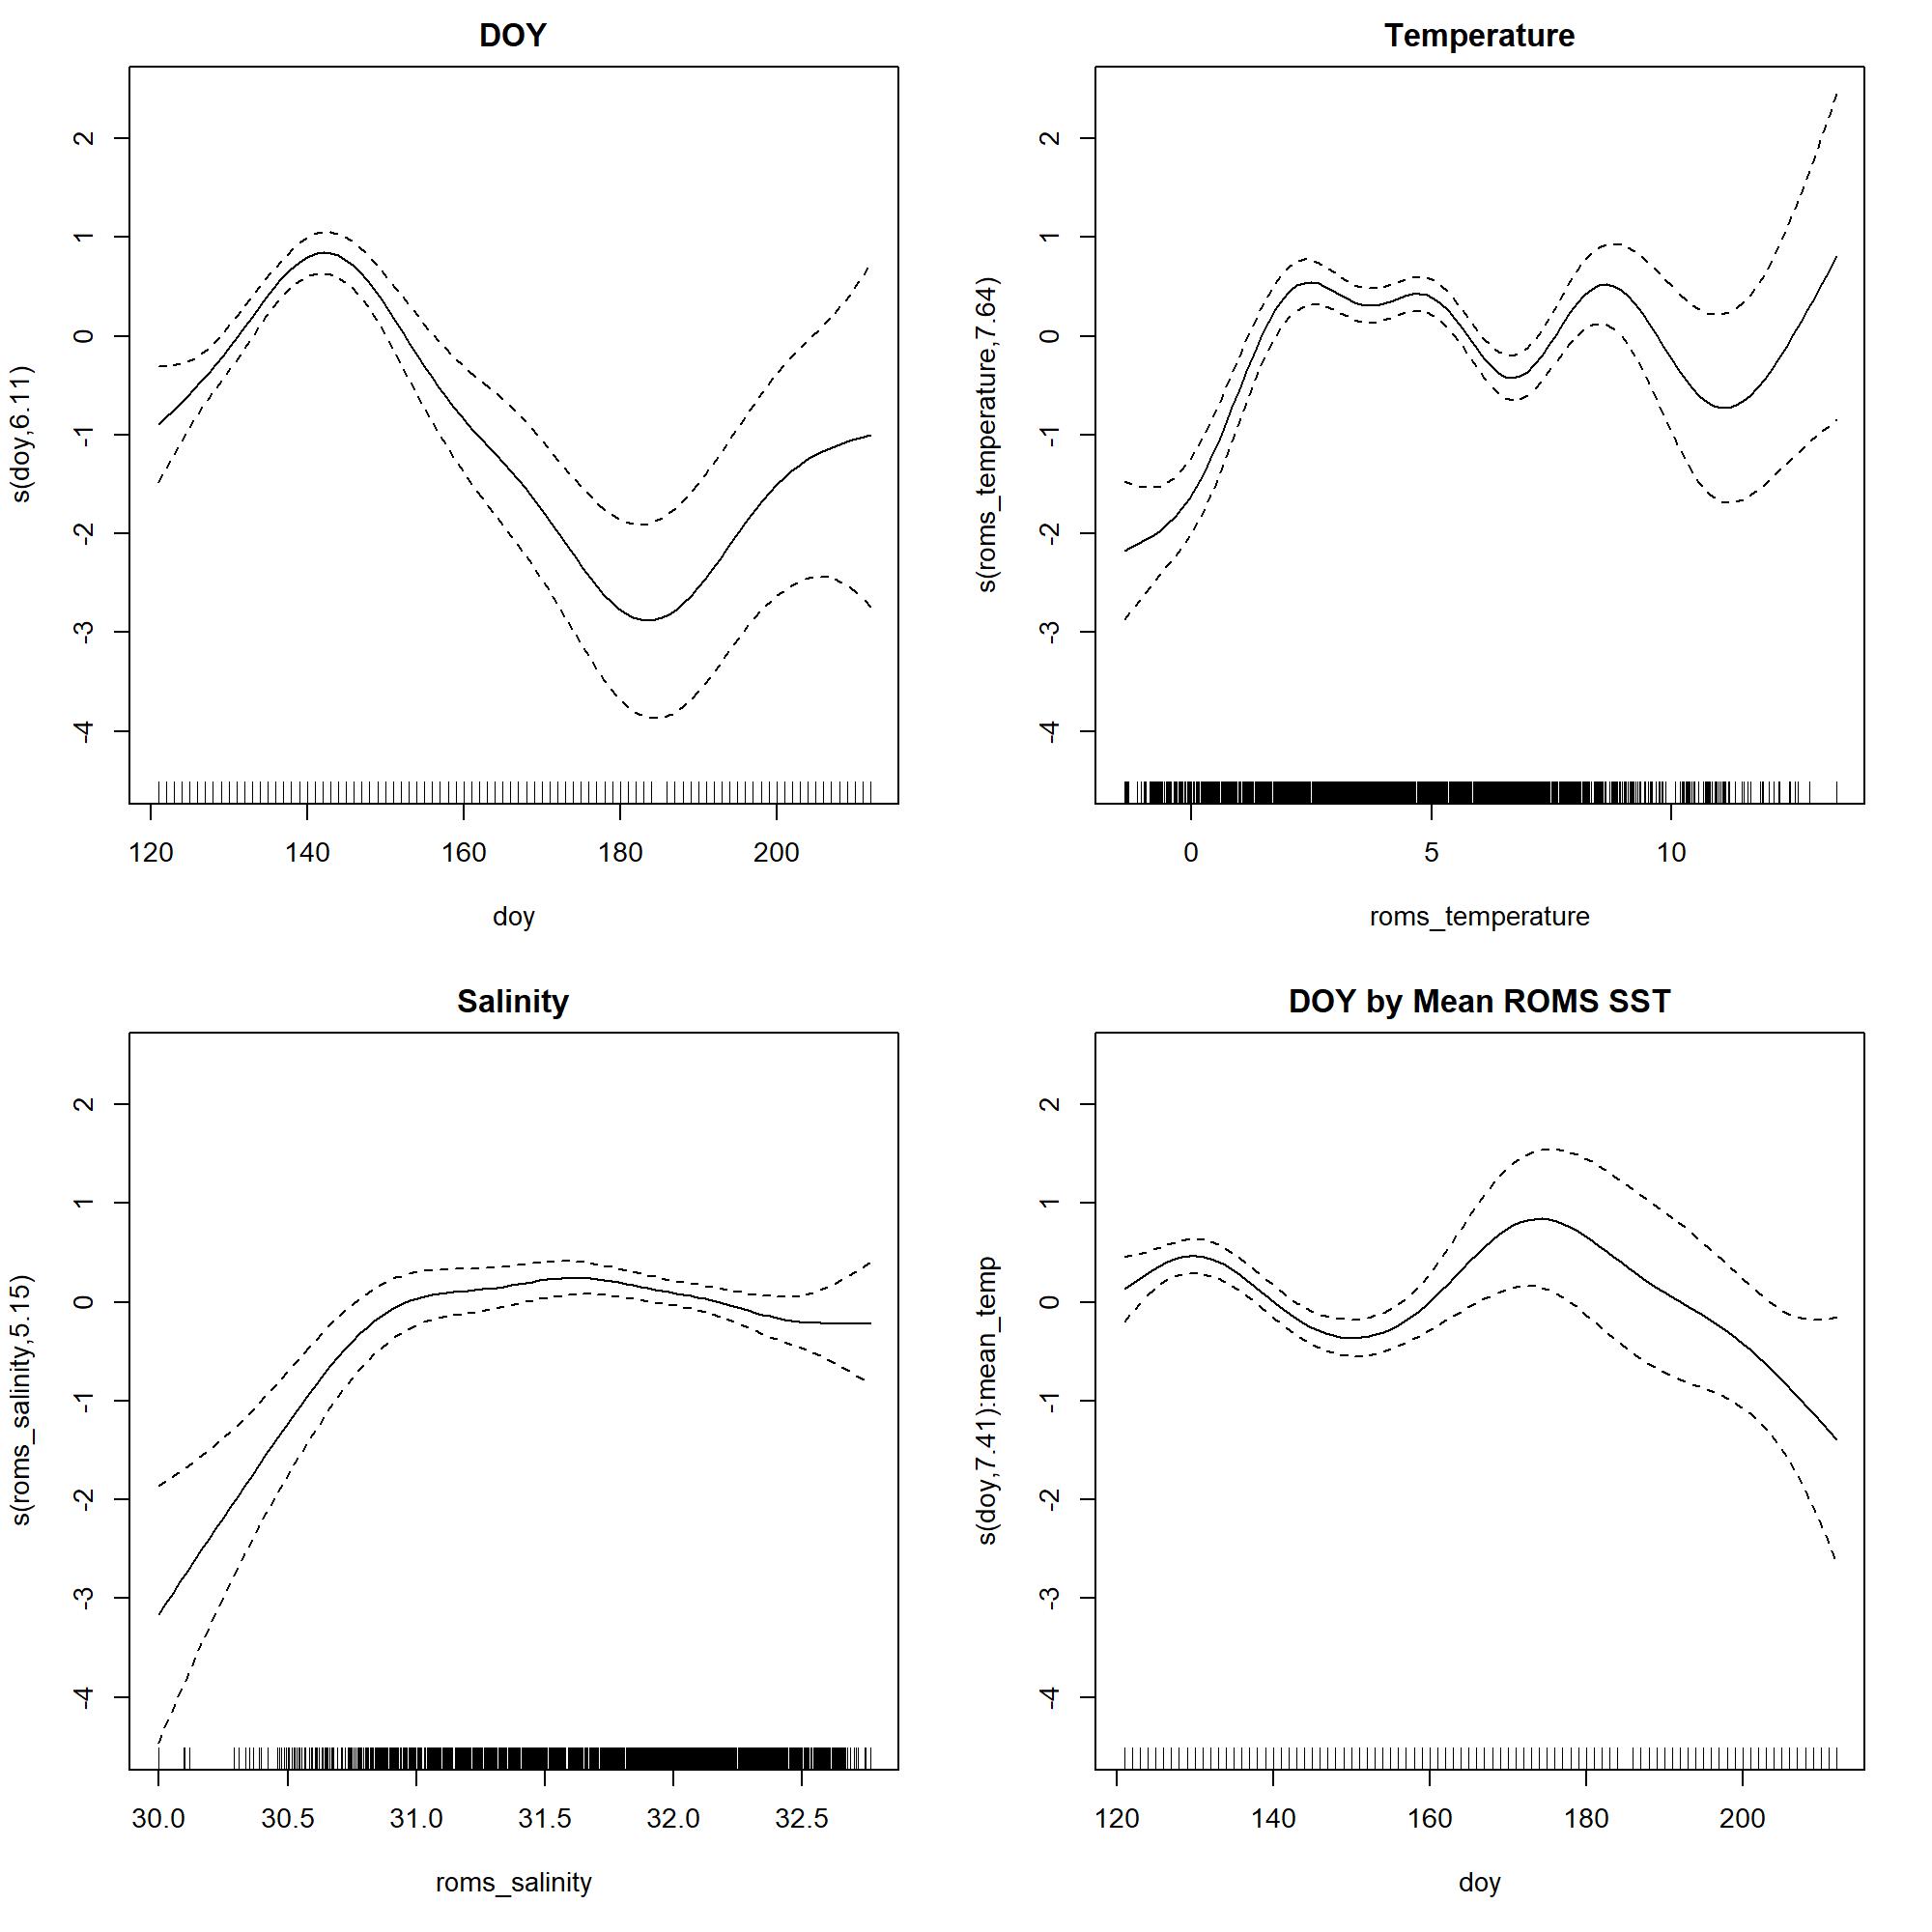 DOY
s(doy,6.11)
2
1
0
-1
-2
-3
-4
120 140 160 180 200
doy
Temperature
s(roms_temperature,7.64)
2
1
0
-1
-2
-3
-4
0 5 10
roms_temperature
Salinity
s(roms_salinity,5.15)
2
1
0
-1
-2
-3
-4
30.0 30.5 31.0 31.5 32.0 32.5
roms_salinity
DOY by Mean ROMS SST
s(doy,7.41):mean_temp
2
1
0
-1
-2
-3
-4
120 140 160 180 200
doy